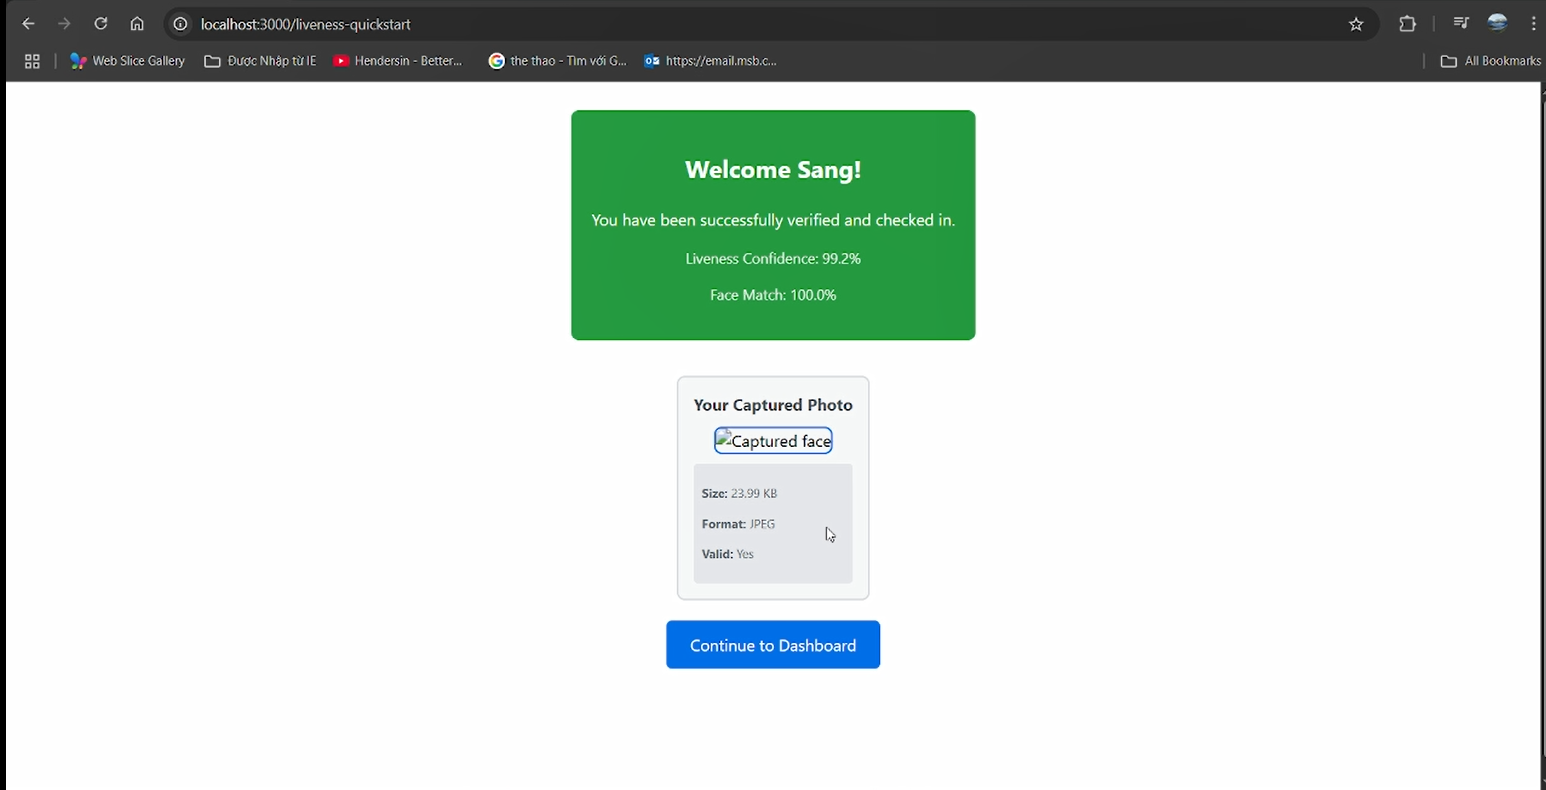 localhost:3000/liveness-quickstart
Web Slice Gallery Được Nhập từ IE Hendersin - Better... the thao - Tìm với G... https://email.msb.c... All Bookmarks
Welcome Sang!
You have been successfully verified and checked in.
Liveness Confidence: 99.2%
Face Match: 100.0%
Your Captured Photo
Captured face
Size: 23.99 KB
Format: JPEG
Valid: Yes
Continue to Dashboard